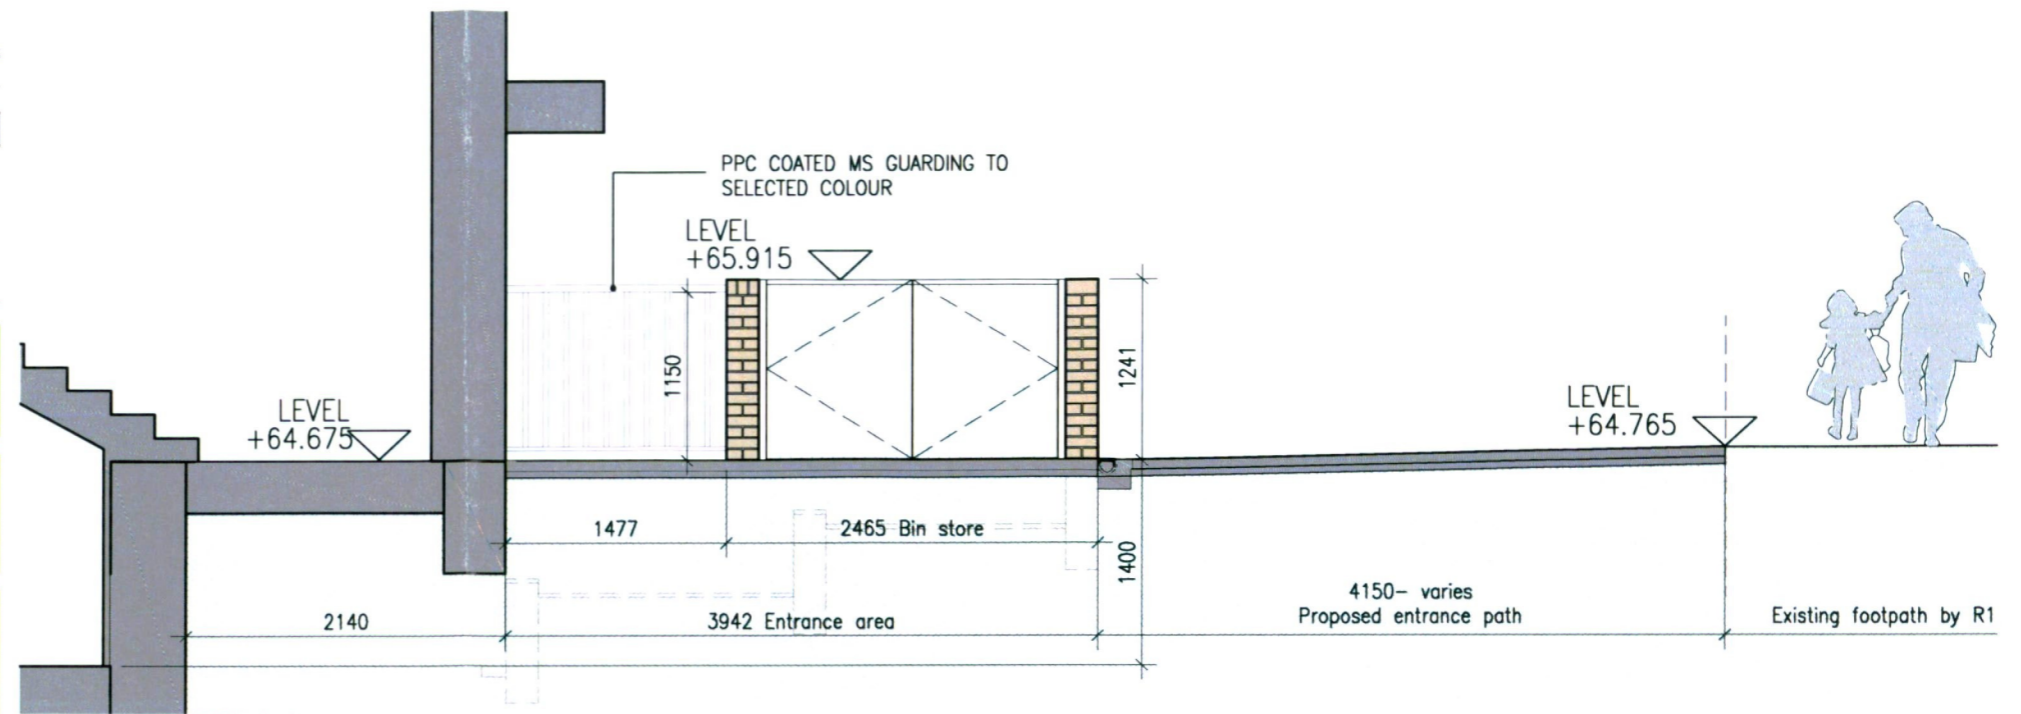 PPC COATED MS GUARDING TO
SELECTED COLOUR
LEVEL
+65.915
1150
1241
LEVEL
+64.675
LEVEL
+64.765
1477
2465 Bin store
1400
2140
3942 Entrance area
4150- varies
Proposed entrance path
Existing footpath by R1